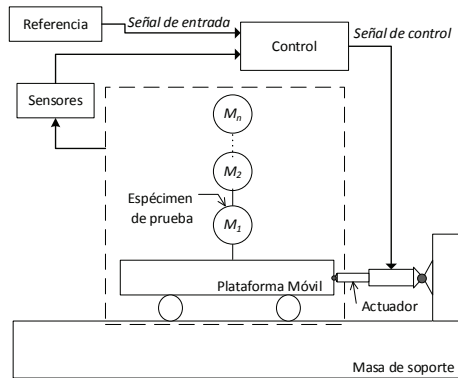 Referencia
Señal de entrada
Control
Señal de control
Sensores
Mn
M2
Espécimen
de prueba
M1
Plataforma Móvil
Actuador
Masa de soporte